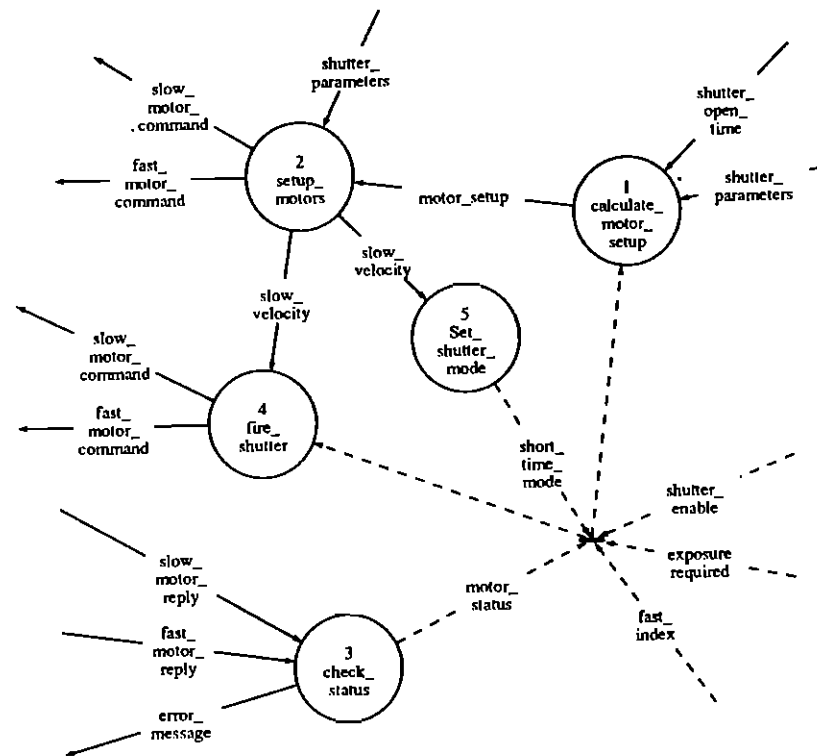 shutter_
parameters
slow_
motor_
command
shutter_
open_
time
2
setup_
motors
fast_
motor_
command
1
calculate_
motor_
setup
shutter_
parameters
motor_setup
slow_
velocity
slow_
velocity
5
Set_
shutter_
mode
slow_
motor_
command
4
fire_
shutter
fast_
motor_
command
short_
time_
mode
shutter_
enable
exposure
required
slow_
motor_
reply
motor_
status
fast_
index
fast_
motor_
reply
3
check_
status
error_
message